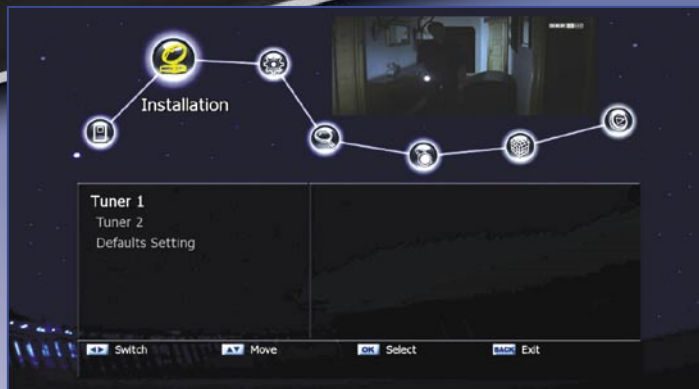 Installation
Tuner 1
Tuner 2
Defaults Setting
Switch
Move
OK Select
BACK Exit